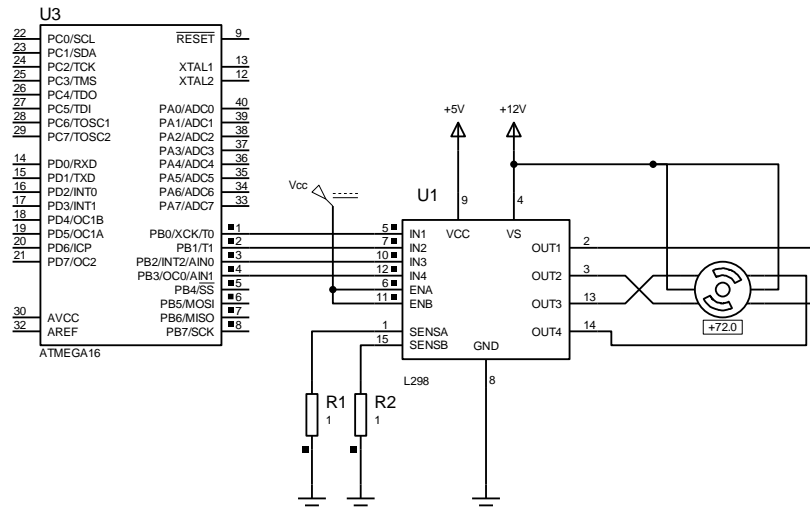 U3
22 PC0/SCL RESET 9
23 PC1/SDA
24 PC2/TCK XTAL1 13
25 PC3/TMS XTAL2 12
26 PC4/TDO
27 PC5/TDI PA0/ADC0 40
28 PC6/TOSC1 PA1/ADC1 39
29 PC7/TOSC2 PA2/ADC2 38
PA3/ADC3 37
14 PD0/RXD PA4/ADC4 36
15 PD1/TXD PA5/ADC5 35
16 PD2/INT0 PA6/ADC6 34
17 PD3/INT1 PA7/ADC7 33
18 PD4/OC1B
19 PD5/OC1A PB0/XCK/T0 1
20 PD6/ICP PB1/T1 2
21 PD7/OC2 PB2/INT2/AIN0 3
PB3/OC0/AIN1 4
PB4/SS 5
PB5/MOSI 6
30 AVCC PB6/MISO 7
32 AREF PB7/SCK 8
ATMEGA16
Vcc
+5V
+12V
U1
9
4
5 IN1 VCC VS
7 IN2 OUT1 2
10 IN3
12 IN4 OUT2 3
6 ENA
11 ENB OUT3 13
1 SENSA
15 SENSB GND OUT4 14
L298
8
+72.0
R1
1
R2
1